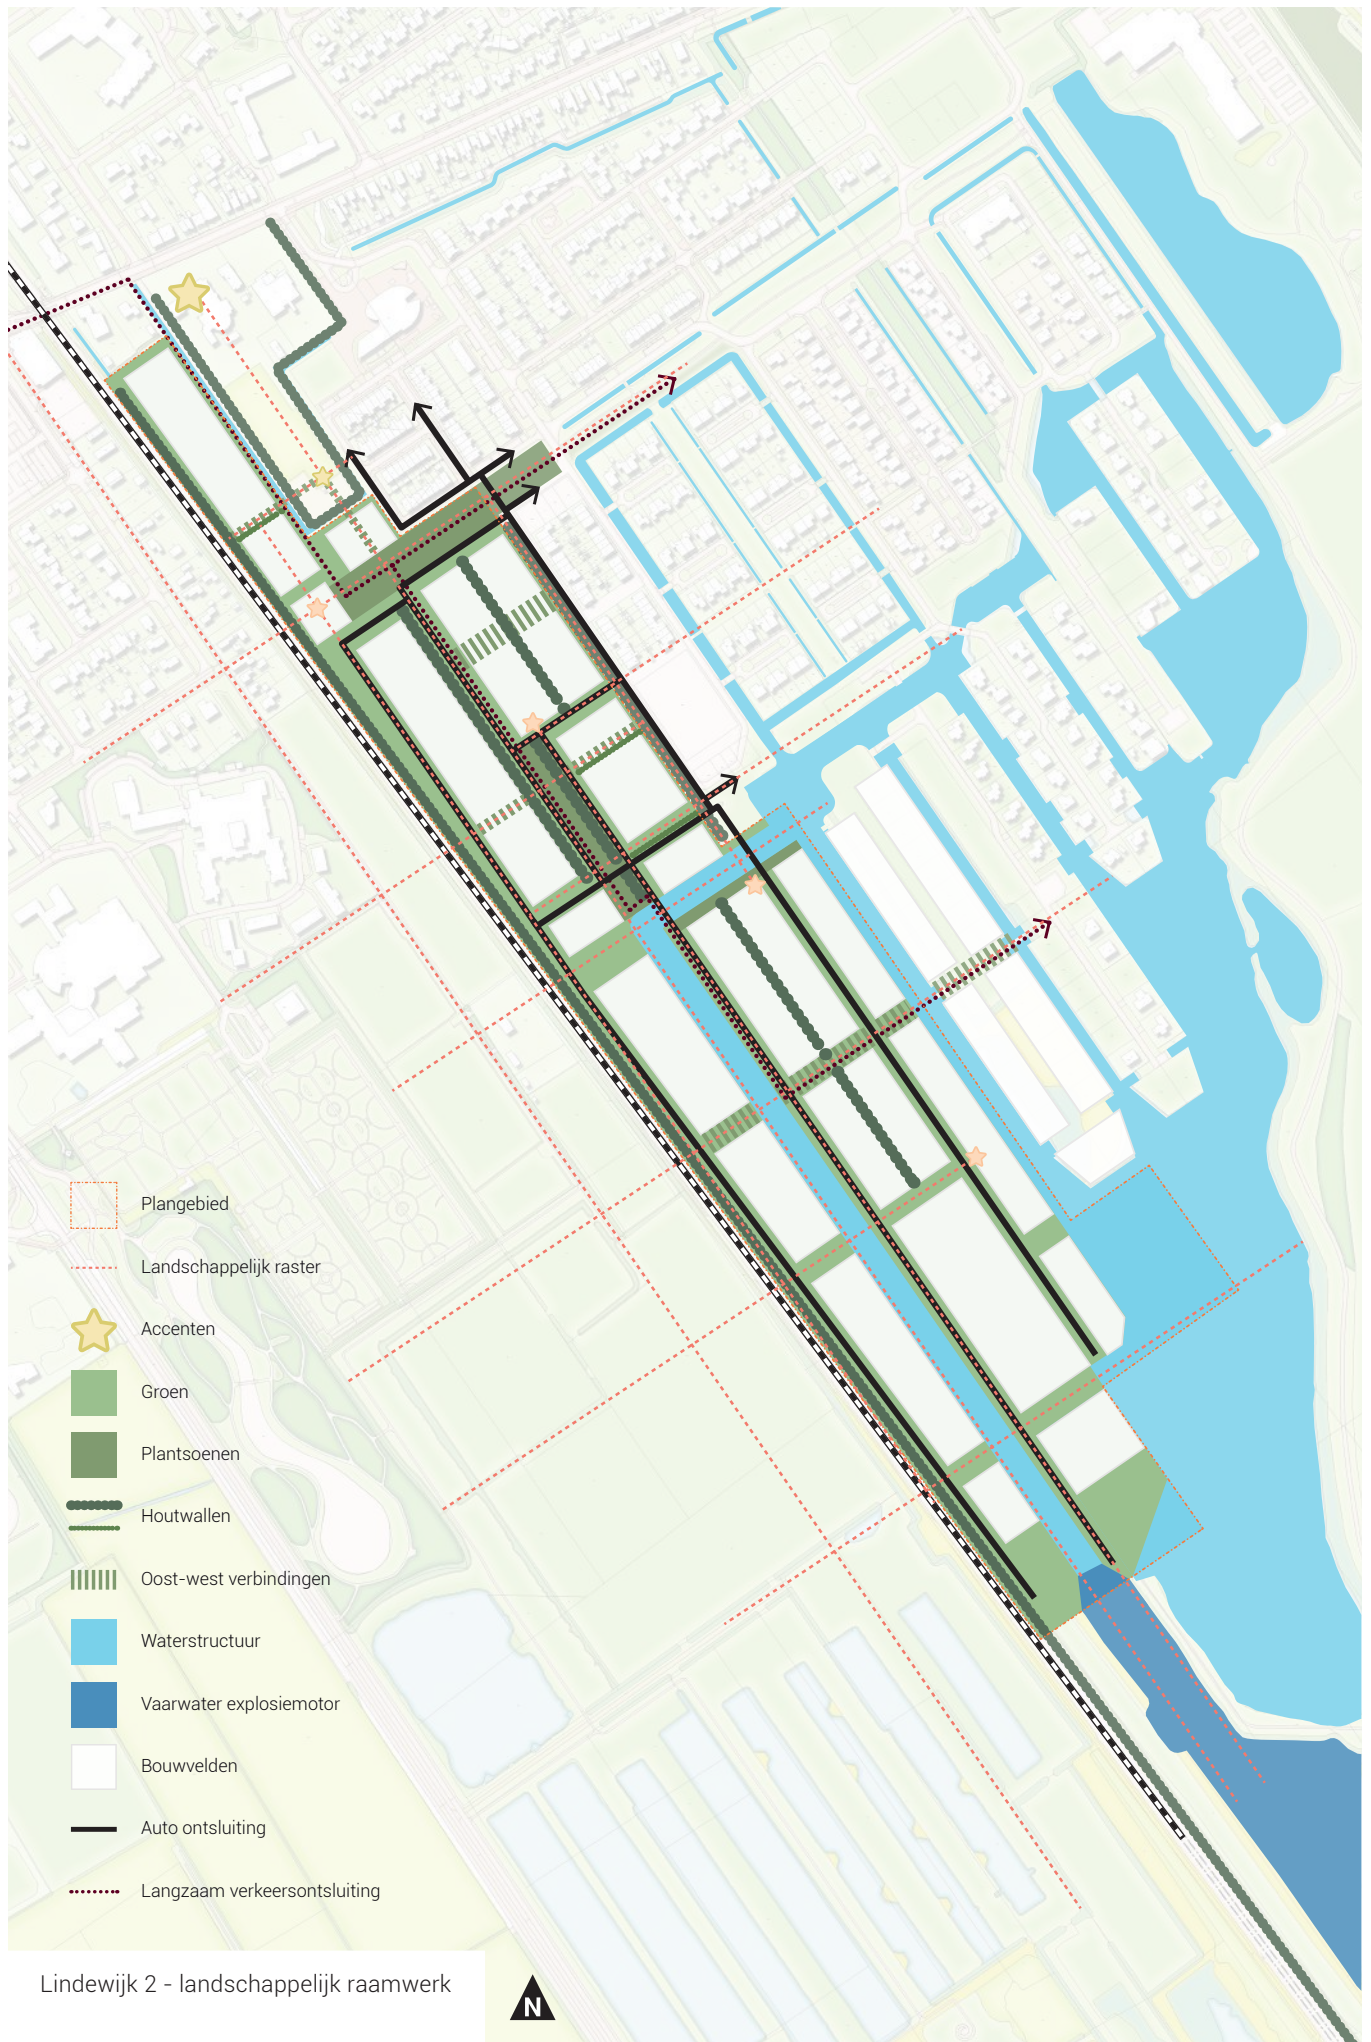 Plangebied
Landschappelijk raster
Accenten
Groen
Plantsoenen
Houtwallen
Oost-west verbindingen
Waterstructuur
Vaarwater explosiemotor
Bouwvelden
Auto ontsluiting
Langzaam verkeersontsluiting
Lindewijk 2 - landschappelijk raamwerk
N